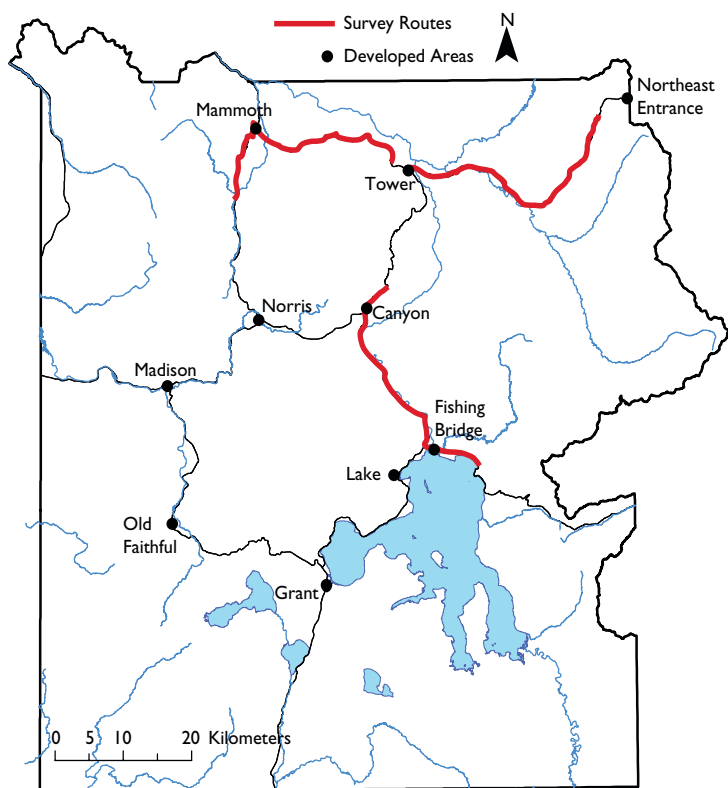 Survey Routes
N
Developed Areas
Northeast
Entrance
Mammoth
Tower
Norris
Canyon
Madison
Fishing
Bridge
Lake
Old
Faithful
Grant
0 5 10 20 Kilometers